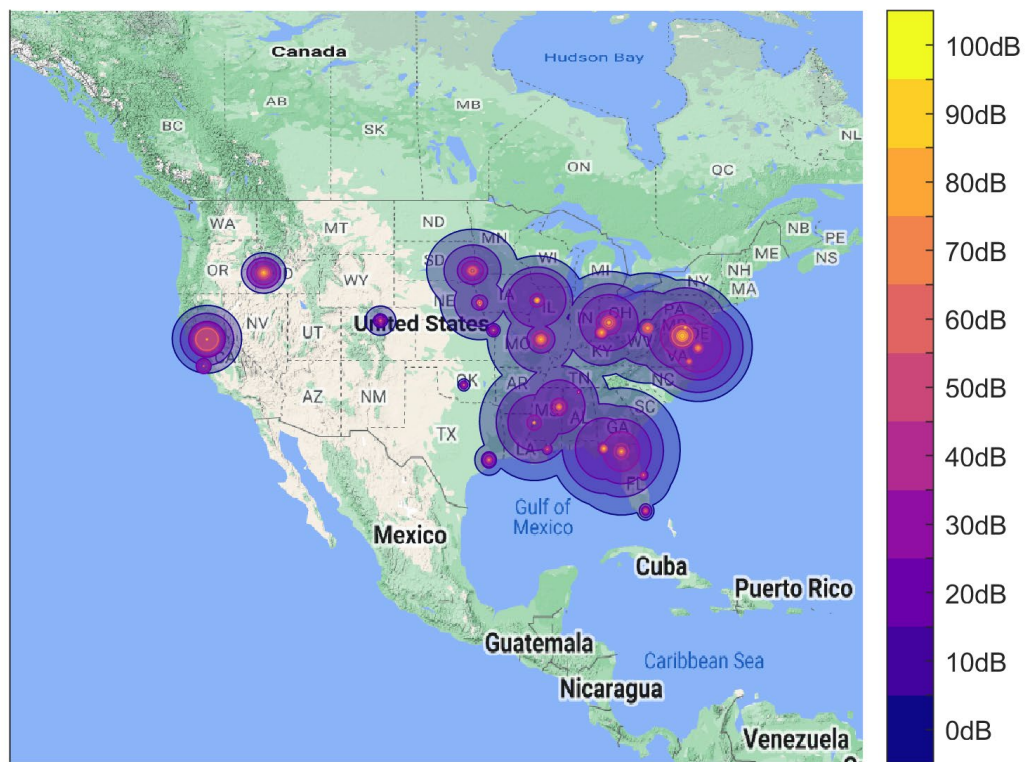 Canada
Hudson Bay
AB
MB
BC
SK
NL
ON
QC
WA
MT
ND
MN
NB
PE
ME
NS
OR
SD
WI
MI
NH
NY
MA
WY
NE
IA
IL
IN
OH
PA
NV
UT
United States
MO
KY
WV
VA
DE
CA
AZ
NM
OK
AR
TN
NC
SC
MS
AL
GA
TX
LA
FL
Gulf of
Mexico
Mexico
Cuba
Puerto Rico
Guatemala
Caribbean Sea
Nicaragua
Venezuela
100dB
90dB
80dB
70dB
60dB
50dB
40dB
30dB
20dB
10dB
0dB